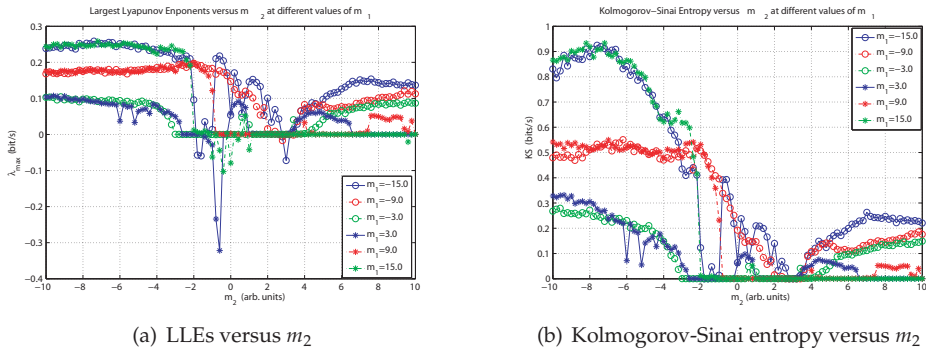 Largest Lyapunov Enponents versus m₂ at different values of m₁
0.3
0.2
0.1
0
−0.1
−0.2
−0.3
−0.4
λmax (bit/s)
−10 −8 −6 −4 −2 0 2 4 6 8 10
m₂ (arb. units)
m₁=−15.0
m₁=−9.0
m₁=−3.0
m₁=3.0
m₁=9.0
m₁=15.0
(a) LLEs versus m₂
Kolmogorov−Sinai Entropy versus m₂ at different values of m₁
1
0.9
0.8
0.7
0.6
0.5
0.4
0.3
0.2
0.1
0
KS (bits/s)
−10 −8 −6 −4 −2 0 2 4 6 8 10
m₂ (arb. units)
m₁=−15.0
m₁=−9.0
m₁=−3.0
m₁=3.0
m₁=9.0
m₁=15.0
(b) Kolmogorov-Sinai entropy versus m₂